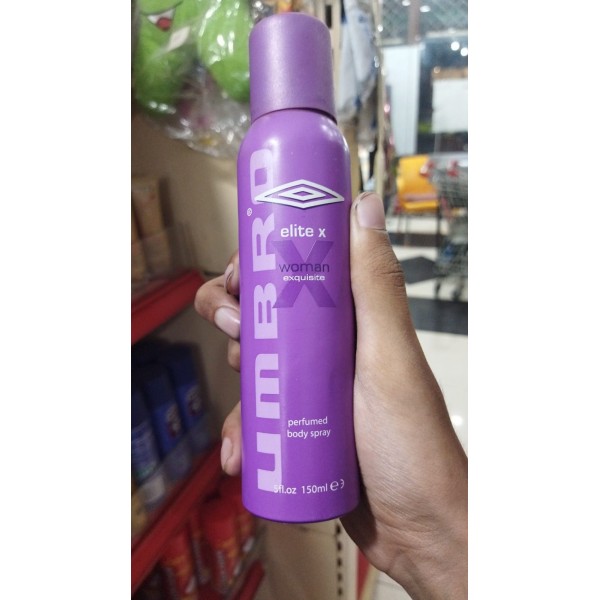 UMBRO®
elite x
X
woman
exquisite
perfumed
body spray
5fl.oz 150ml e